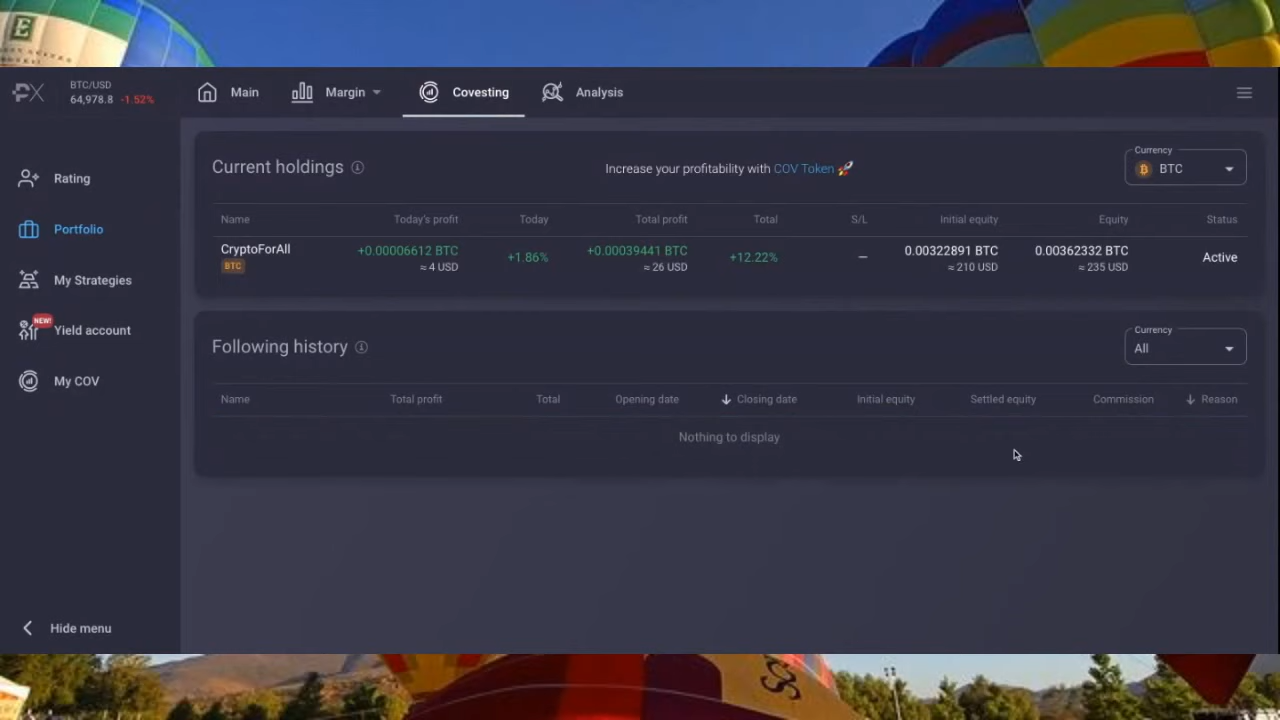 E
PX
BTC/USD
64,978.8 -1.52%
Main
Margin
Covesting
Analysis
Rating
Portfolio
My Strategies
NEW!
Yield account
My COV
Hide menu
Current holdings
Increase your profitability with COV Token 🚀
Currency
BTC
Name Today's profit Today Total profit Total S/L Initial equity Equity Status
CryptoForAll +0.00006612 BTC +1.86% +0.00039441 BTC +12.22% – 0.00322891 BTC 0.00362332 BTC Active
BTC ≈ 4 USD ≈ 26 USD ≈ 210 USD ≈ 235 USD
Following history
Currency
All
Name Total profit Total Opening date Closing date Initial equity Settled equity Commission Reason
Nothing to display